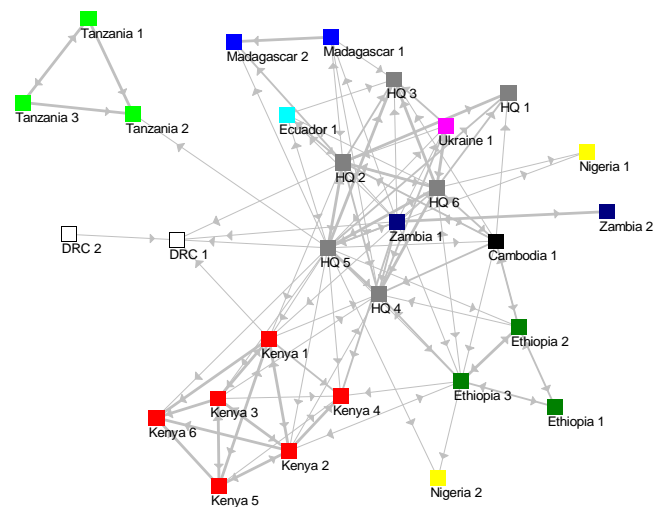 Tanzania 1
Madagascar 2
Madagascar 1
HQ 3
HQ 1
Tanzania 3
Tanzania 2
Ecuador 1
Ukraine 1
HQ 2
Nigeria 1
HQ 6
Zambia 1
Zambia 2
DRC 2
DRC 1
HQ 5
Cambodia 1
HQ 4
Ethiopia 2
Kenya 1
Ethiopia 3
Kenya 4
Ethiopia 1
Kenya 3
Kenya 6
Kenya 2
Kenya 5
Nigeria 2